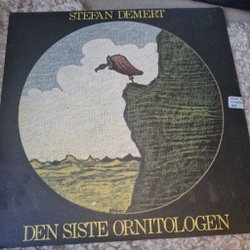 STEFAN DEMERT
DEN SISTE ORNITOLOGEN